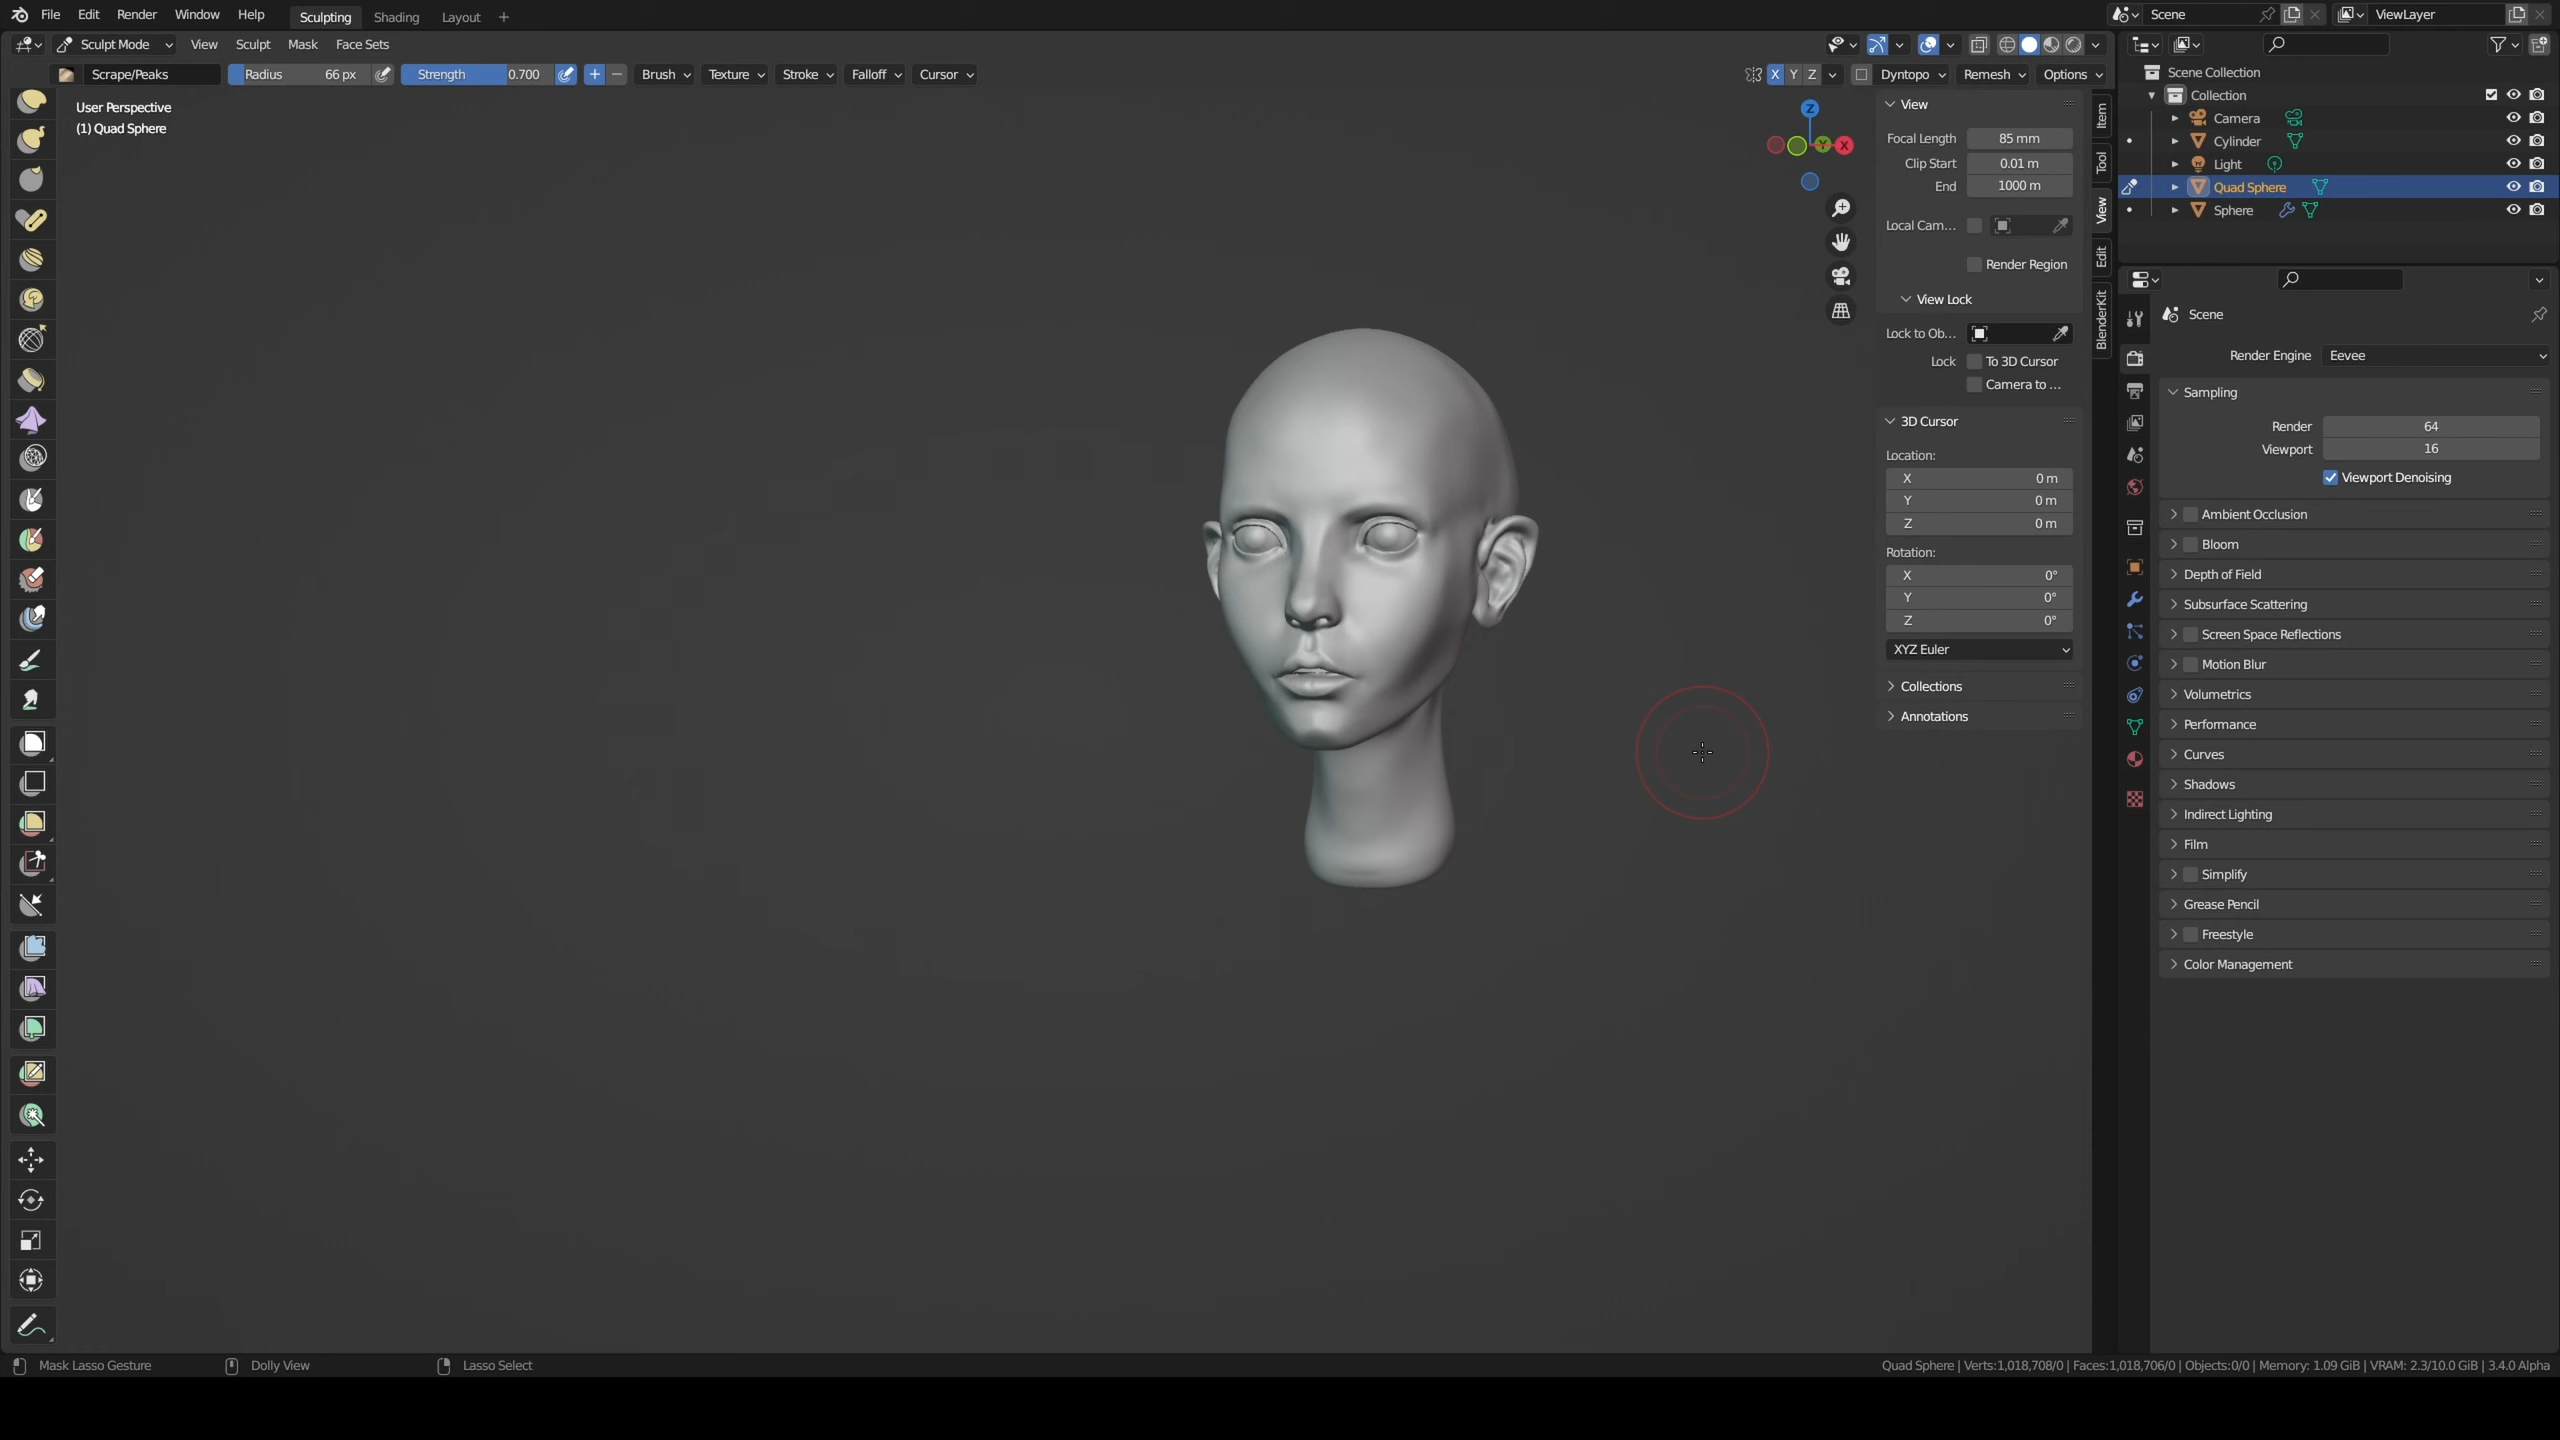 File Edit Render Window Help Sculpting Shading Layout + Scene ViewLayer
Sculpt Mode View Sculpt Mask Face Sets
Scrape/Peaks Radius 66 px Strength 0.700 + − Brush Texture Stroke Falloff Cursor X Y Z Dyntopo Remesh Options
User Perspective
(1) Quad Sphere
Z
X
Y
View
Focal Length 85 mm
Clip Start 0.01 m
End 1000 m
Local Cam...
Render Region
View Lock
Lock to Ob...
Lock To 3D Cursor
Camera to ...
3D Cursor
Location:
X 0 m
Y 0 m
Z 0 m
Rotation:
X 0°
Y 0°
Z 0°
XYZ Euler
Collections
Annotations
Item
Tool
View
Edit
BlenderKit
Scene Collection
Collection
Camera
Cylinder
Light
Quad Sphere
Sphere
Scene
Render Engine Eevee
Sampling
Render 64
Viewport 16
Viewport Denoising
Ambient Occlusion
Bloom
Depth of Field
Subsurface Scattering
Screen Space Reflections
Motion Blur
Volumetrics
Performance
Curves
Shadows
Indirect Lighting
Film
Simplify
Grease Pencil
Freestyle
Color Management
Mask Lasso Gesture Dolly View Lasso Select Quad Sphere | Verts:1,018,708/0 | Faces:1,018,706/0 | Objects:0/0 | Memory: 1.09 GiB | VRAM: 2.3/10.0 GiB | 3.4.0 Alpha